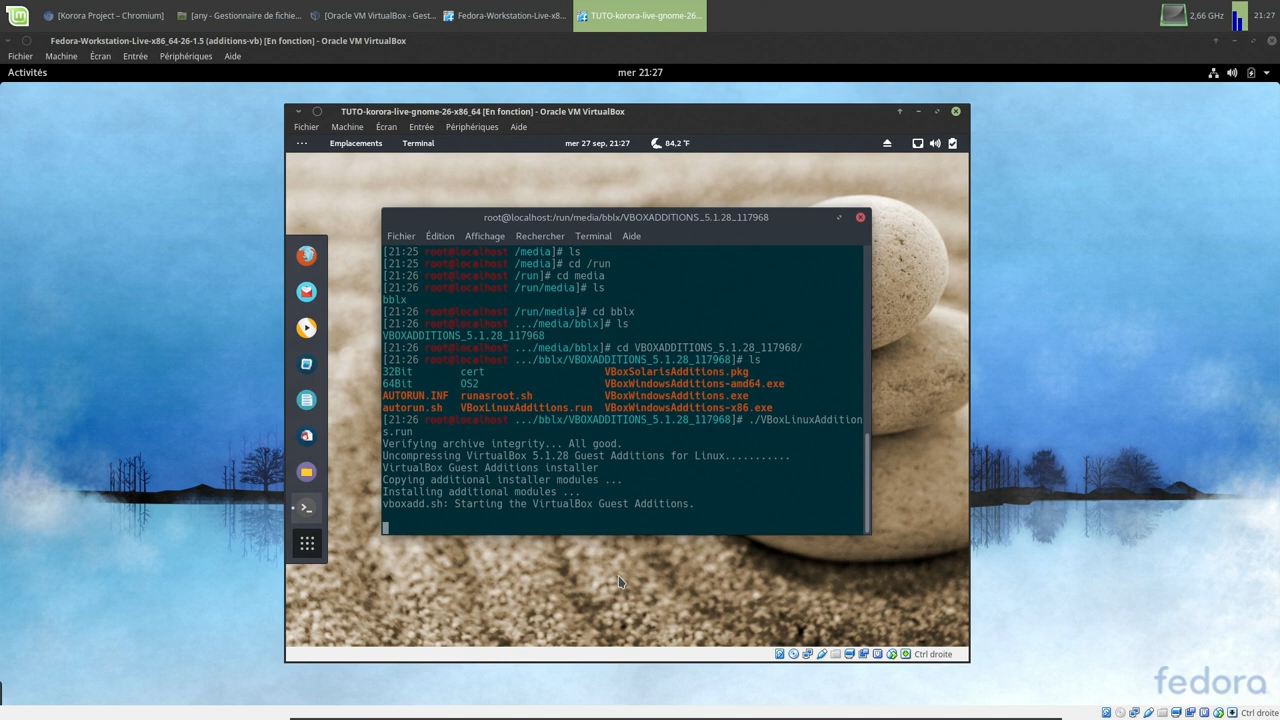 [Korora Project – Chromium]
[any - Gestionnaire de fichie...
[Oracle VM VirtualBox - Gest...
Fedora-Workstation-Live-x8...
TUTO-korora-live-gnome-26...
2,66 GHz
21:27
Fedora-Workstation-Live-x86_64-26-1.5 (additions-vb) [En fonction] - Oracle VM VirtualBox
Fichier Machine Écran Entrée Périphériques Aide
Activités mer 21:27
TUTO-korora-live-gnome-26-x86_64 [En fonction] - Oracle VM VirtualBox
Fichier Machine Écran Entrée Périphériques Aide
... Emplacements Terminal mer 27 sep, 21:27 84,2 °F
root@localhost:/run/media/bblx/VBOXADDITIONS_5.1.28_117968
Fichier Édition Affichage Rechercher Terminal Aide
[21:25 root@localhost /media]# ls
[21:26 root@localhost /media]# cd /run
[21:26 root@localhost /run]# cd media
[21:26 root@localhost /run/media]# ls
bblx
[21:26 root@localhost /run/media]# cd bblx
[21:26 root@localhost .../media/bblx]# ls
VBOXADDITIONS_5.1.28_117968
[21:26 root@localhost .../media/bblx]# cd VBOXADDITIONS_5.1.28_117968/
[21:26 root@localhost .../bblx/VBOXADDITIONS_5.1.28_117968]# ls
32Bit cert VBoxSolarisAdditions.pkg
64Bit OS2 VBoxWindowsAdditions-amd64.exe
AUTORUN.INF runasroot.sh VBoxWindowsAdditions.exe
autorun.sh VBoxLinuxAdditions.run VBoxWindowsAdditions-x86.exe
[21:26 root@localhost .../bblx/VBOXADDITIONS_5.1.28_117968]# ./VBoxLinuxAddition
s.run
Verifying archive integrity... All good.
Uncompressing VirtualBox 5.1.28 Guest Additions for Linux...........
VirtualBox Guest Additions installer
Copying additional installer modules ...
Installing additional modules ...
vboxadd.sh: Starting the VirtualBox Guest Additions.
Ctrl droite
fedora
Ctrl droite